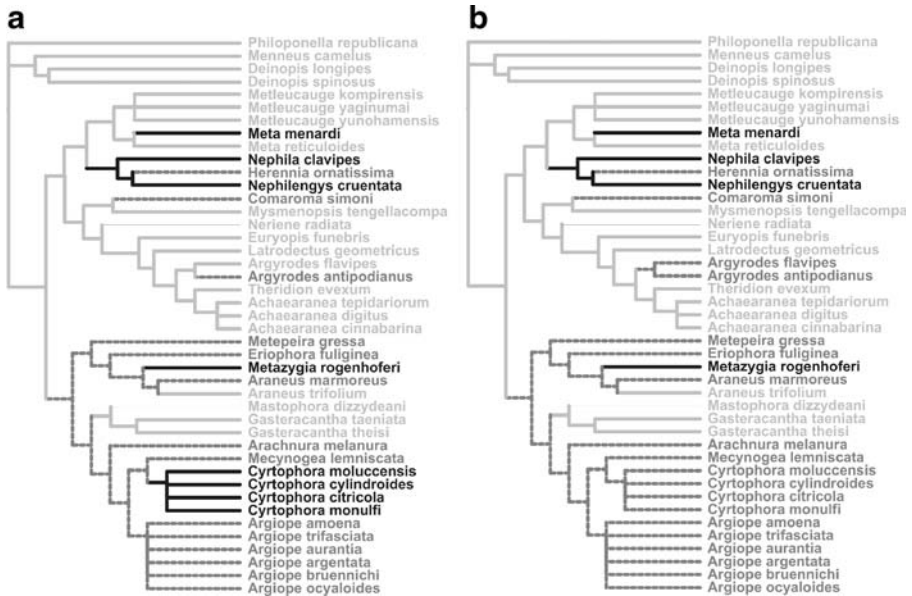 a
Philoponella republicana
Menneus camelus
Deinopis longipes
Deinopis spinosus
Metleucauge kompirensis
Metleucauge yaginumai
Metleucauge yunohamensis
Meta menardi
Meta reticuloides
Nephila clavipes
Herennia ornatissima
Nephilengys cruentata
Comaroma simoni
Mysmenopsis tengellacompa
Neriene radiata
Euryopis funebris
Latrodectus geometricus
Argyrodes flavipes
Argyrodes antipodianus
Theridion evexum
Achaearanea tepidariorum
Achaearanea digitus
Achaearanea cinnabarina
Metepeira gressa
Eriophora fuliginea
Metazygia rogenhoferi
Araneus marmoreus
Araneus trifolium
Mastophora dizzydeani
Gasteracantha taeniata
Gasteracantha theisi
Arachnura melanura
Mecynogea lemniscata
Cyrtophora moluccensis
Cyrtophora cylindroides
Cyrtophora citricola
Cyrtophora monulfi
Argiope amoena
Argiope trifasciata
Argiope aurantia
Argiope argentata
Argiope bruennichi
Argiope ocyaloides
b
Philoponella republicana
Menneus camelus
Deinopis longipes
Deinopis spinosus
Metleucauge kompirensis
Metleucauge yaginumai
Metleucauge yunohamensis
Meta menardi
Meta reticuloides
Nephila clavipes
Herennia ornatissima
Nephilengys cruentata
Comaroma simoni
Mysmenopsis tengellacompa
Neriene radiata
Euryopis funebris
Latrodectus geometricus
Argyrodes flavipes
Argyrodes antipodianus
Theridion evexum
Achaearanea tepidariorum
Achaearanea digitus
Achaearanea cinnabarina
Metepeira gressa
Eriophora fuliginea
Metazygia rogenhoferi
Araneus marmoreus
Araneus trifolium
Mastophora dizzydeani
Gasteracantha taeniata
Gasteracantha theisi
Arachnura melanura
Mecynogea lemniscata
Cyrtophora moluccensis
Cyrtophora cylindroides
Cyrtophora citricola
Cyrtophora monulfi
Argiope amoena
Argiope trifasciata
Argiope aurantia
Argiope argentata
Argiope bruennichi
Argiope ocyaloides